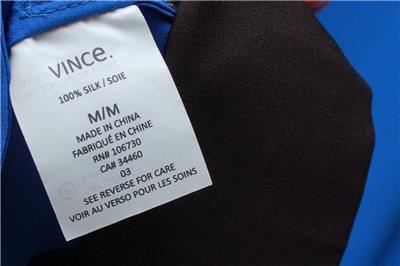 VINCE.
100% SILK / SOIE
M/M
MADE IN CHINA
FABRIQUÉ EN CHINE
RN# 106730
CA# 34460
03
SEE REVERSE FOR CARE
VOIR AU VERSO POUR LES SOINS